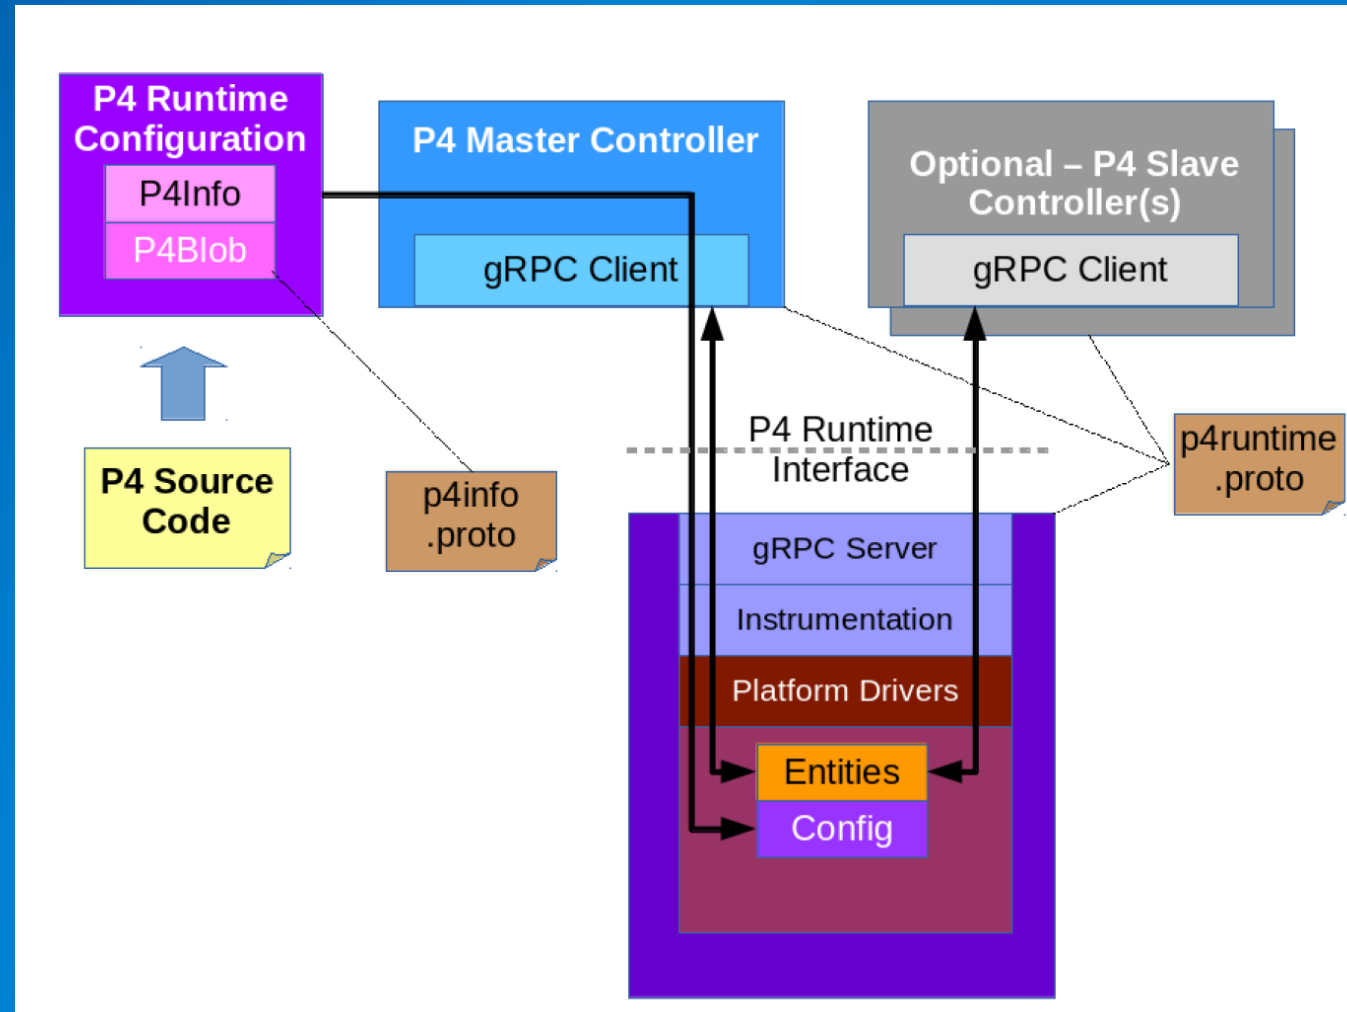 P4 Runtime
Configuration
P4Info
P4Blob
P4 Master Controller
gRPC Client
Optional – P4 Slave
Controller(s)
gRPC Client
P4 Source
Code
p4info
.proto
P4 Runtime
Interface
p4runtime
.proto
gRPC Server
Instrumentation
Platform Drivers
Entities
Config